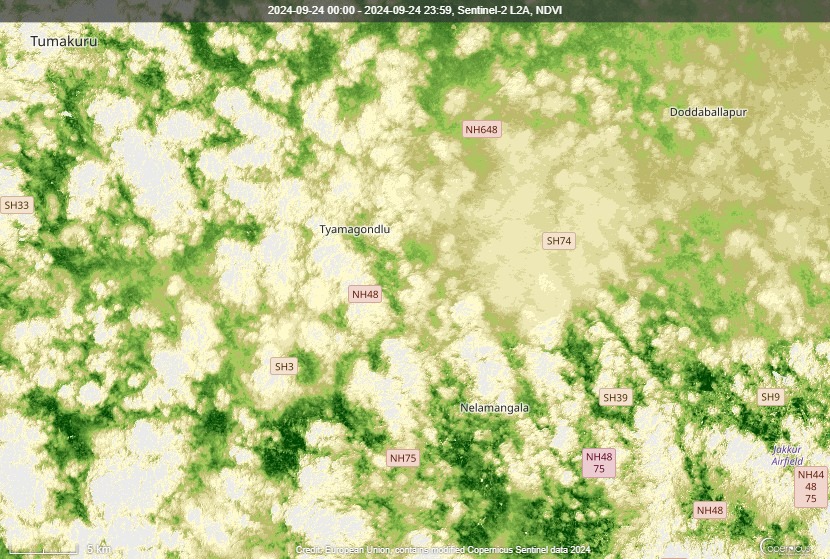 2024-09-24 00:00 - 2024-09-24 23:59, Sentinel-2 L2A, NDVI
Tumakuru
Doddaballapur
NH648
SH33
Tyamagondlu
SH74
NH48
SH3
SH39
SH9
Nelamangala
NH75
NH48
75
Jakkur
Airfield
NH44
48
75
NH48
5 km
Credit: European Union, contains modified Copernicus Sentinel data 2024
opernicus